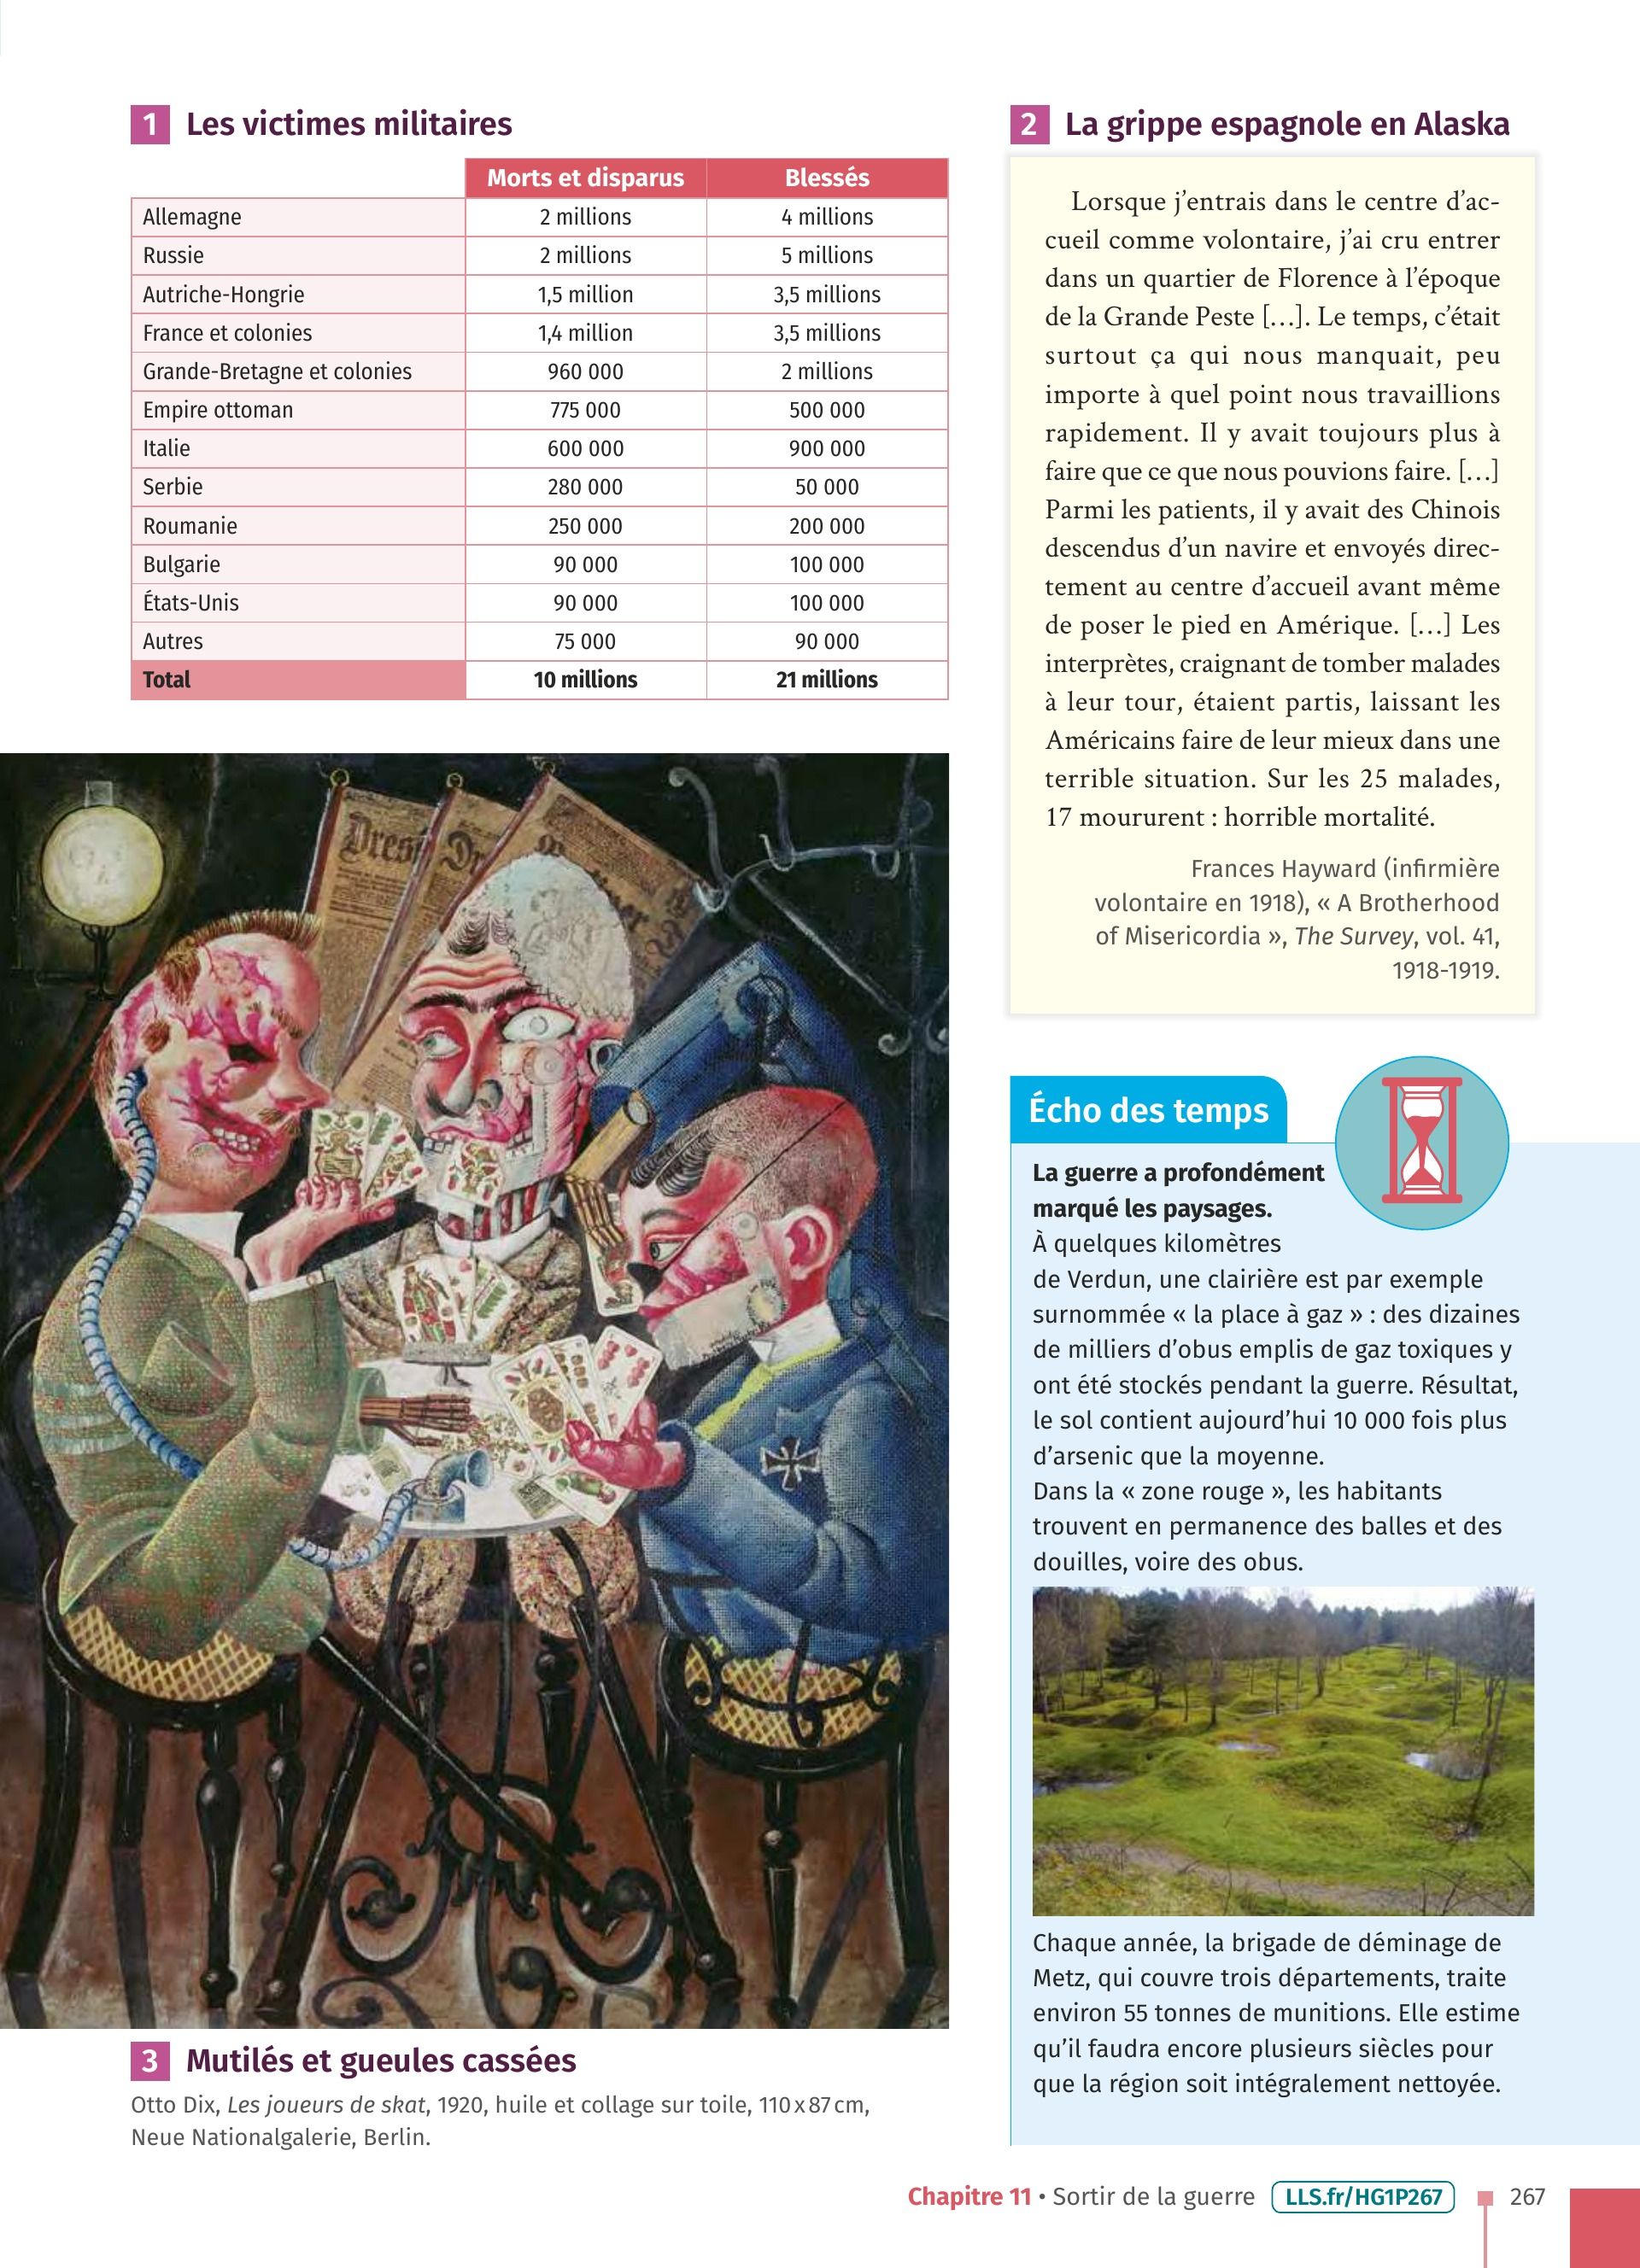 1 Les victimes militaires
Morts et disparus Blessés
Allemagne 2 millions 4 millions
Russie 2 millions 5 millions
Autriche-Hongrie 1,5 million 3,5 millions
France et colonies 1,4 million 3,5 millions
Grande-Bretagne et colonies 960 000 2 millions
Empire ottoman 775 000 500 000
Italie 600 000 900 000
Serbie 280 000 50 000
Roumanie 250 000 200 000
Bulgarie 90 000 100 000
États-Unis 90 000 100 000
Autres 75 000 90 000
Total 10 millions 21 millions
Dres
3 Mutilés et gueules cassées
Otto Dix, Les joueurs de skat, 1920, huile et collage sur toile, 110 x 87 cm,
Neue Nationalgalerie, Berlin.
2 La grippe espagnole en Alaska
Lorsque j’entrais dans le centre d’ac-
cueil comme volontaire, j’ai cru entrer
dans un quartier de Florence à l’époque
de la Grande Peste […]. Le temps, c’était
surtout ça qui nous manquait, peu
importe à quel point nous travaillions
rapidement. Il y avait toujours plus à
faire que ce que nous pouvions faire. […]
Parmi les patients, il y avait des Chinois
descendus d’un navire et envoyés direc-
tement au centre d’accueil avant même
de poser le pied en Amérique. […] Les
interprètes, craignant de tomber malades
à leur tour, étaient partis, laissant les
Américains faire de leur mieux dans une
terrible situation. Sur les 25 malades,
17 moururent : horrible mortalité.
Frances Hayward (infirmière
volontaire en 1918), « A Brotherhood
of Misericordia », The Survey, vol. 41,
1918-1919.
Écho des temps
La guerre a profondément
marqué les paysages.
À quelques kilomètres
de Verdun, une clairière est par exemple
surnommée « la place à gaz » : des dizaines
de milliers d’obus emplis de gaz toxiques y
ont été stockés pendant la guerre. Résultat,
le sol contient aujourd’hui 10 000 fois plus
d’arsenic que la moyenne.
Dans la « zone rouge », les habitants
trouvent en permanence des balles et des
douilles, voire des obus.
Chaque année, la brigade de déminage de
Metz, qui couvre trois départements, traite
environ 55 tonnes de munitions. Elle estime
qu’il faudra encore plusieurs siècles pour
que la région soit intégralement nettoyée.
Chapitre 11 • Sortir de la guerre LLS.fr/HG1P267 267